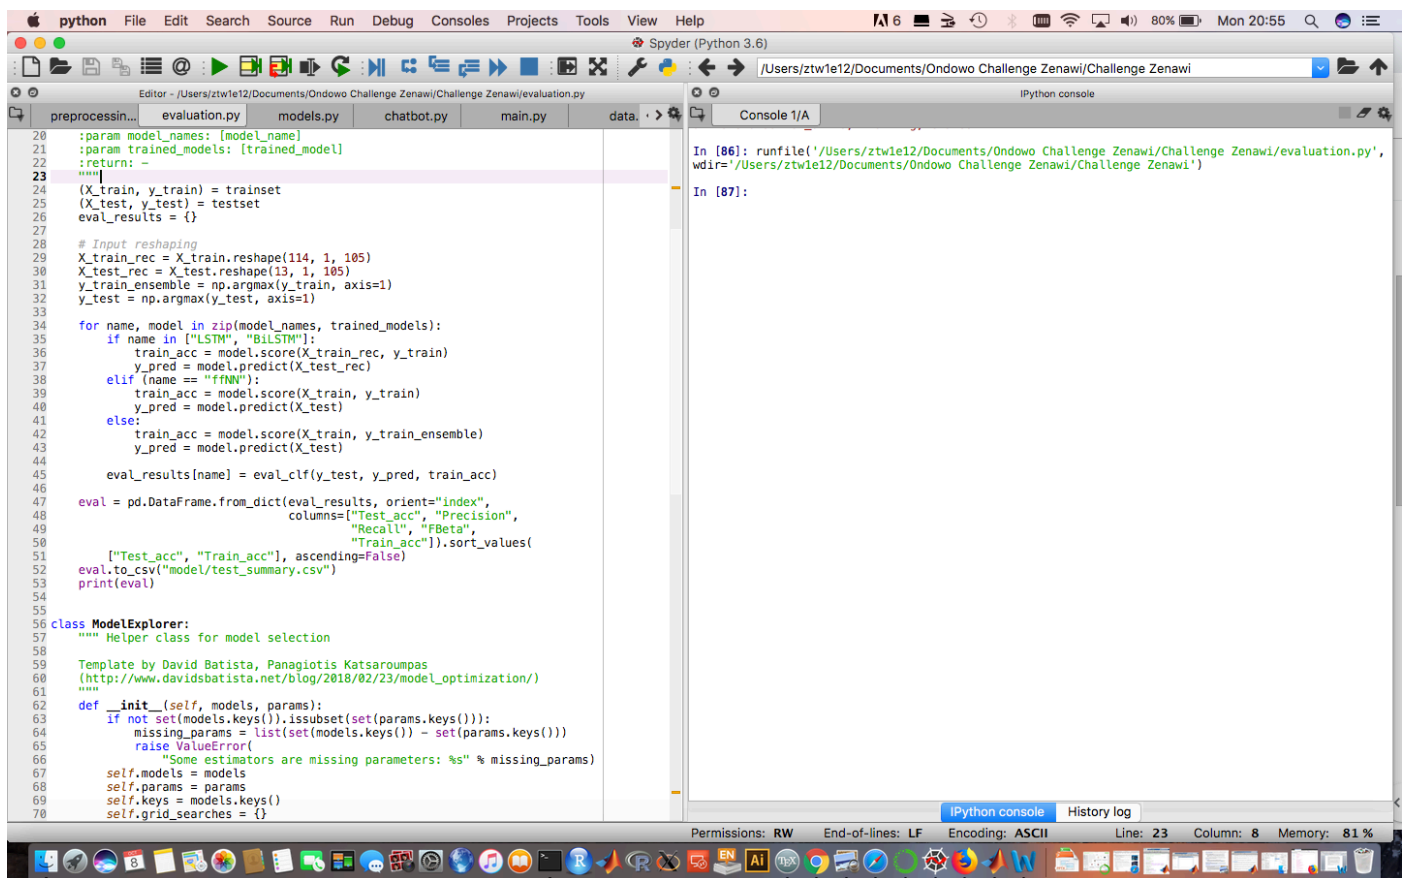 python File Edit Search Source Run Debug Consoles Projects Tools View Help 6 80% Mon 20:55
Spyder (Python 3.6)
/Users/ztw1e12/Documents/Ondowo Challenge Zenawi/Challenge Zenawi
Editor - /Users/ztw1e12/Documents/Ondowo Challenge Zenawi/Challenge Zenawi/evaluation.py
preprocessin... evaluation.py models.py chatbot.py main.py data.
20 :param model_names: [model_name]
21 :param trained_models: [trained_model]
22 :return: -
23 """
24 (X_train, y_train) = trainset
25 (X_test, y_test) = testset
26 eval_results = {}
27
28 # Input reshaping
29 X_train_rec = X_train.reshape(114, 1, 105)
30 X_test_rec = X_test.reshape(13, 1, 105)
31 y_train_ensemble = np.argmax(y_train, axis=1)
32 y_test = np.argmax(y_test, axis=1)
33
34 for name, model in zip(model_names, trained_models):
35 if name in ["LSTM", "BiLSTM"]:
36 train_acc = model.score(X_train_rec, y_train)
37 y_pred = model.predict(X_test_rec)
38 elif (name == "ffNN"):
39 train_acc = model.score(X_train, y_train)
40 y_pred = model.predict(X_test)
41 else:
42 train_acc = model.score(X_train, y_train_ensemble)
43 y_pred = model.predict(X_test)
44
45 eval_results[name] = eval_clf(y_test, y_pred, train_acc)
46
47 eval = pd.DataFrame.from_dict(eval_results, orient="index",
48 columns=["Test_acc", "Precision",
49 "Recall", "FBeta",
50 "Train_acc"]).sort_values(
51 ["Test_acc", "Train_acc"], ascending=False)
52 eval.to_csv("model/test_summary.csv")
53 print(eval)
54
55
56 class ModelExplorer:
57 """ Helper class for model selection
58
59 Template by David Batista, Panagiotis Katsaroumpas
60 (http://www.davidsbatista.net/blog/2018/02/23/model_optimization/)
61 """
62 def __init__(self, models, params):
63 if not set(models.keys()).issubset(set(params.keys())):
64 missing_params = list(set(models.keys()) - set(params.keys()))
65 raise ValueError(
66 "Some estimators are missing parameters: %s" % missing_params)
67 self.models = models
68 self.params = params
69 self.keys = models.keys()
70 self.grid_searches = {}
IPython console
Console 1/A
In [86]: runfile('/Users/ztw1e12/Documents/Ondowo Challenge Zenawi/Challenge Zenawi/evaluation.py',
wdir='/Users/ztw1e12/Documents/Ondowo Challenge Zenawi/Challenge Zenawi')
In [87]:
IPython console History log
Permissions: RW End-of-lines: LF Encoding: ASCII Line: 23 Column: 8 Memory: 81 %